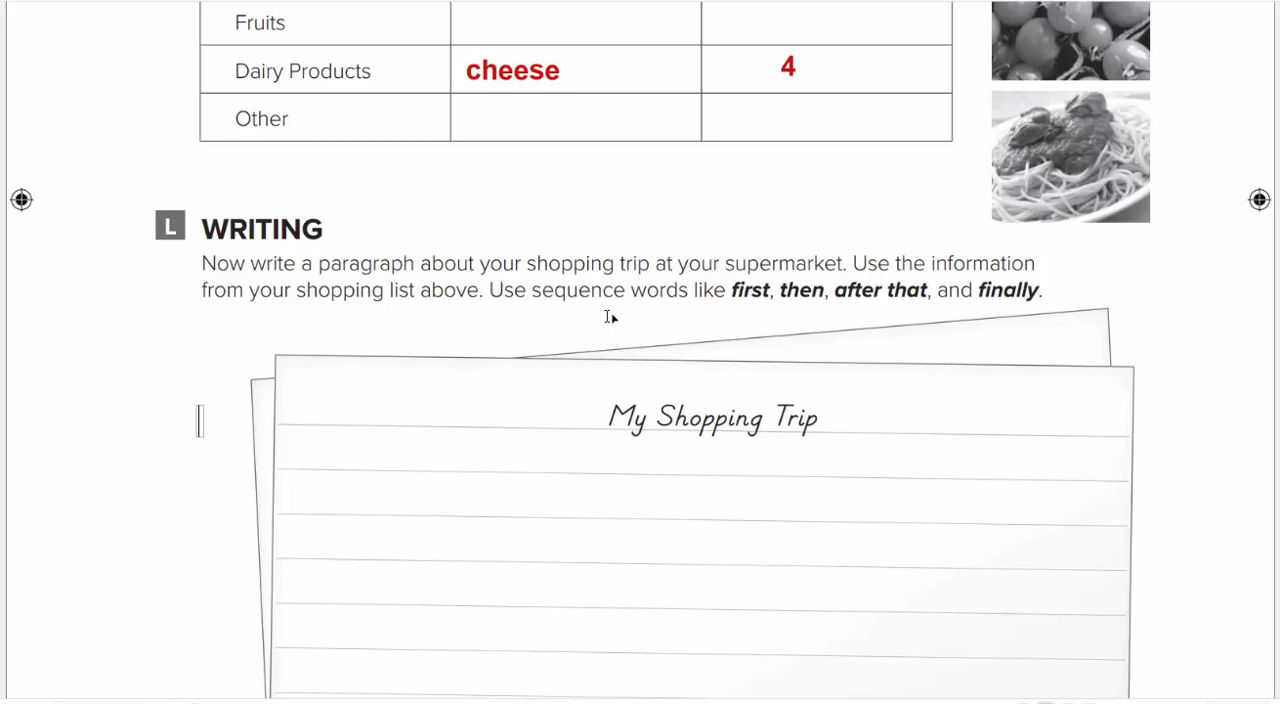 Fruits
Dairy Products cheese 4
Other
L WRITING
Now write a paragraph about your shopping trip at your supermarket. Use the information
from your shopping list above. Use sequence words like first, then, after that, and finally.
My Shopping Trip